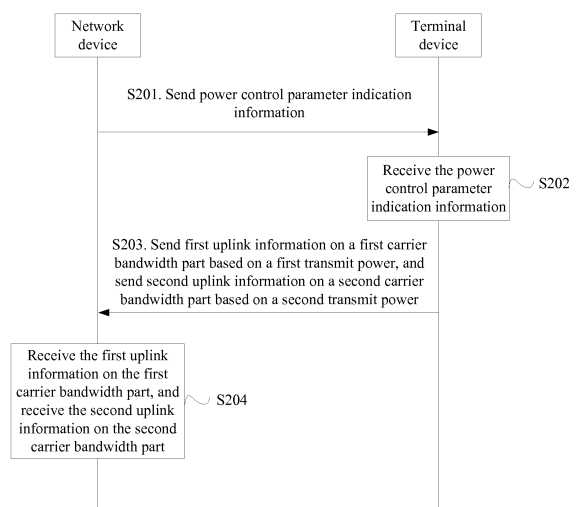 Network
device
Terminal
device
S201. Send power control parameter indication
information
Receive the power
control parameter
indication information
S202
S203. Send first uplink information on a first carrier
bandwidth part based on a first transmit power, and
send second uplink information on a second carrier
bandwidth part based on a second transmit power
Receive the first uplink
information on the first
carrier bandwidth part, and
receive the second uplink
information on the second
carrier bandwidth part
S204